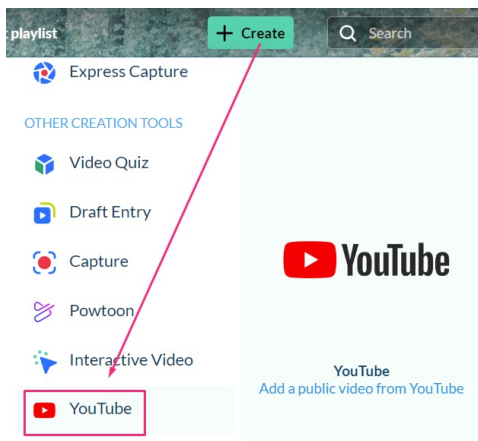 playlist
+ Create
Search
Express Capture
OTHER CREATION TOOLS
Video Quiz
Draft Entry
Capture
Powtoon
Interactive Video
YouTube
YouTube
YouTube
Add a public video from YouTube